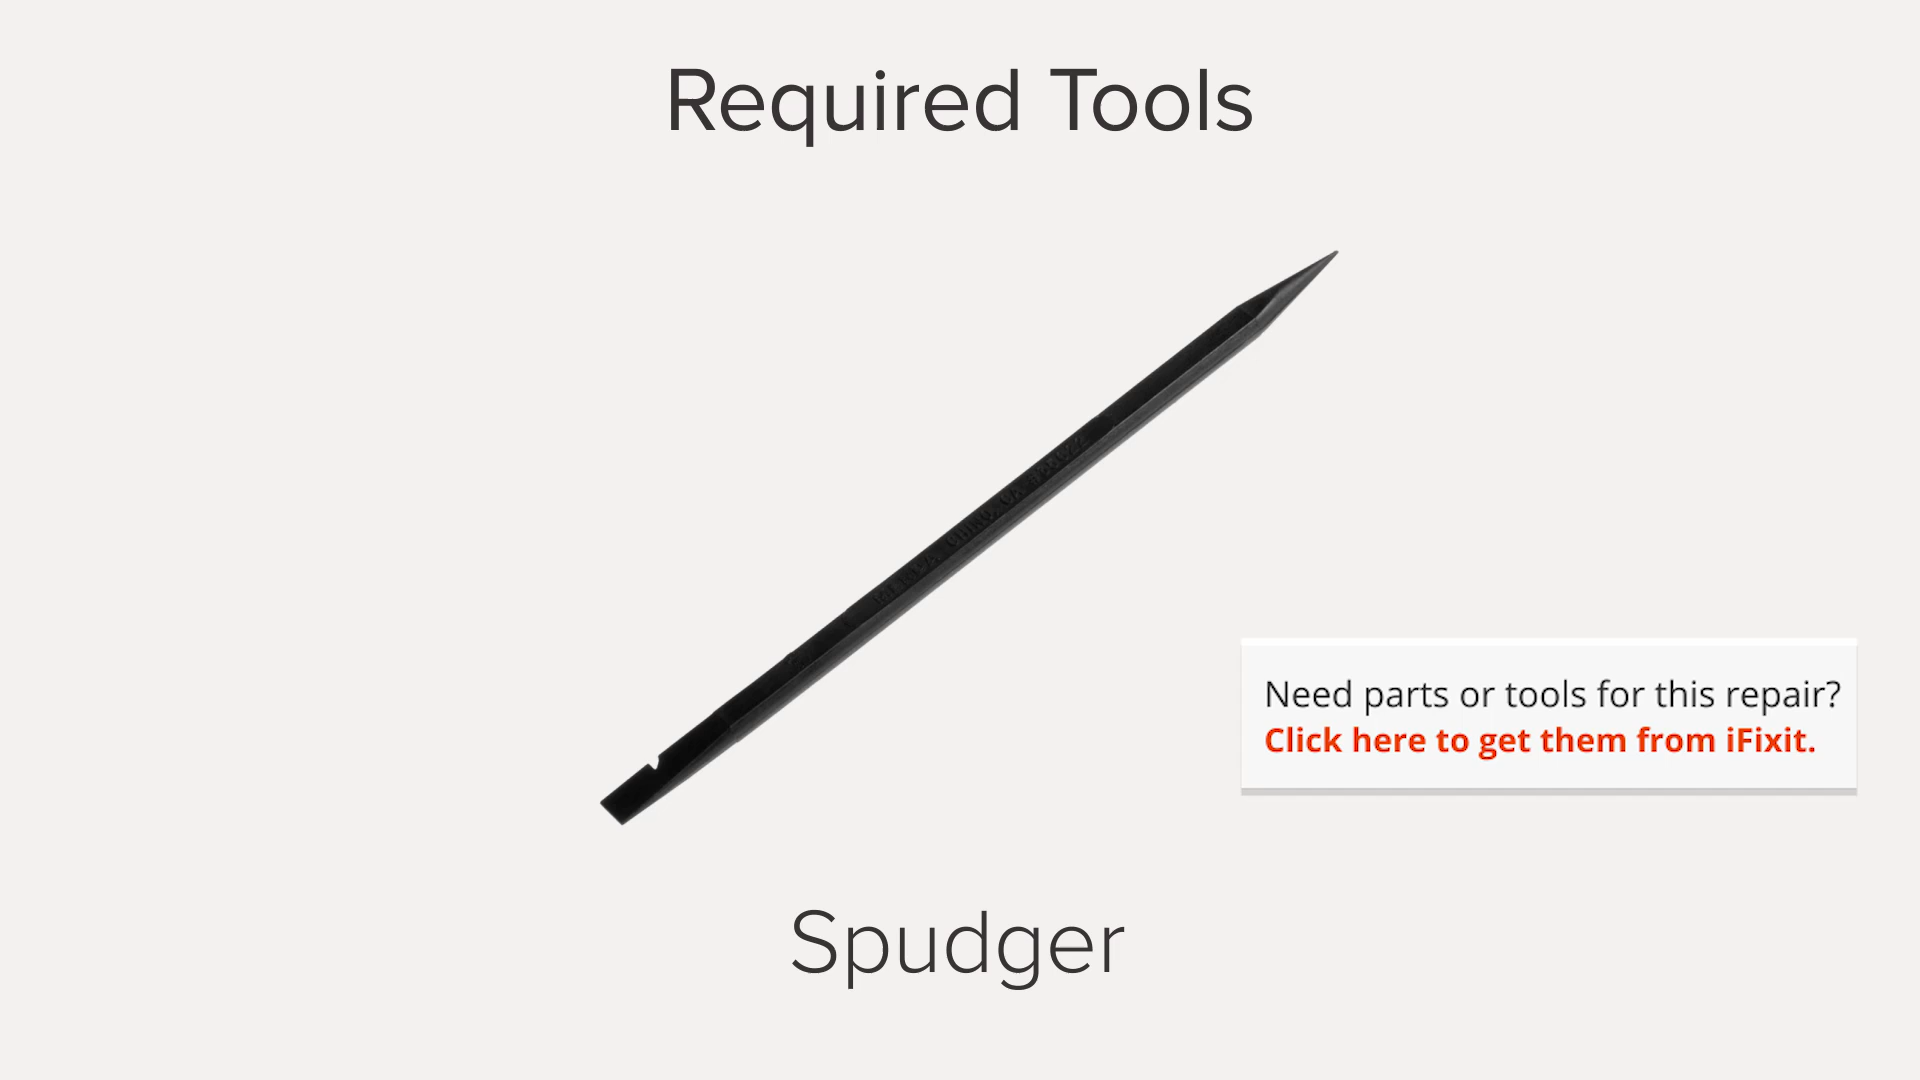 Required Tools
Need parts or tools for this repair?
Click here to get them from iFixit.
Spudger